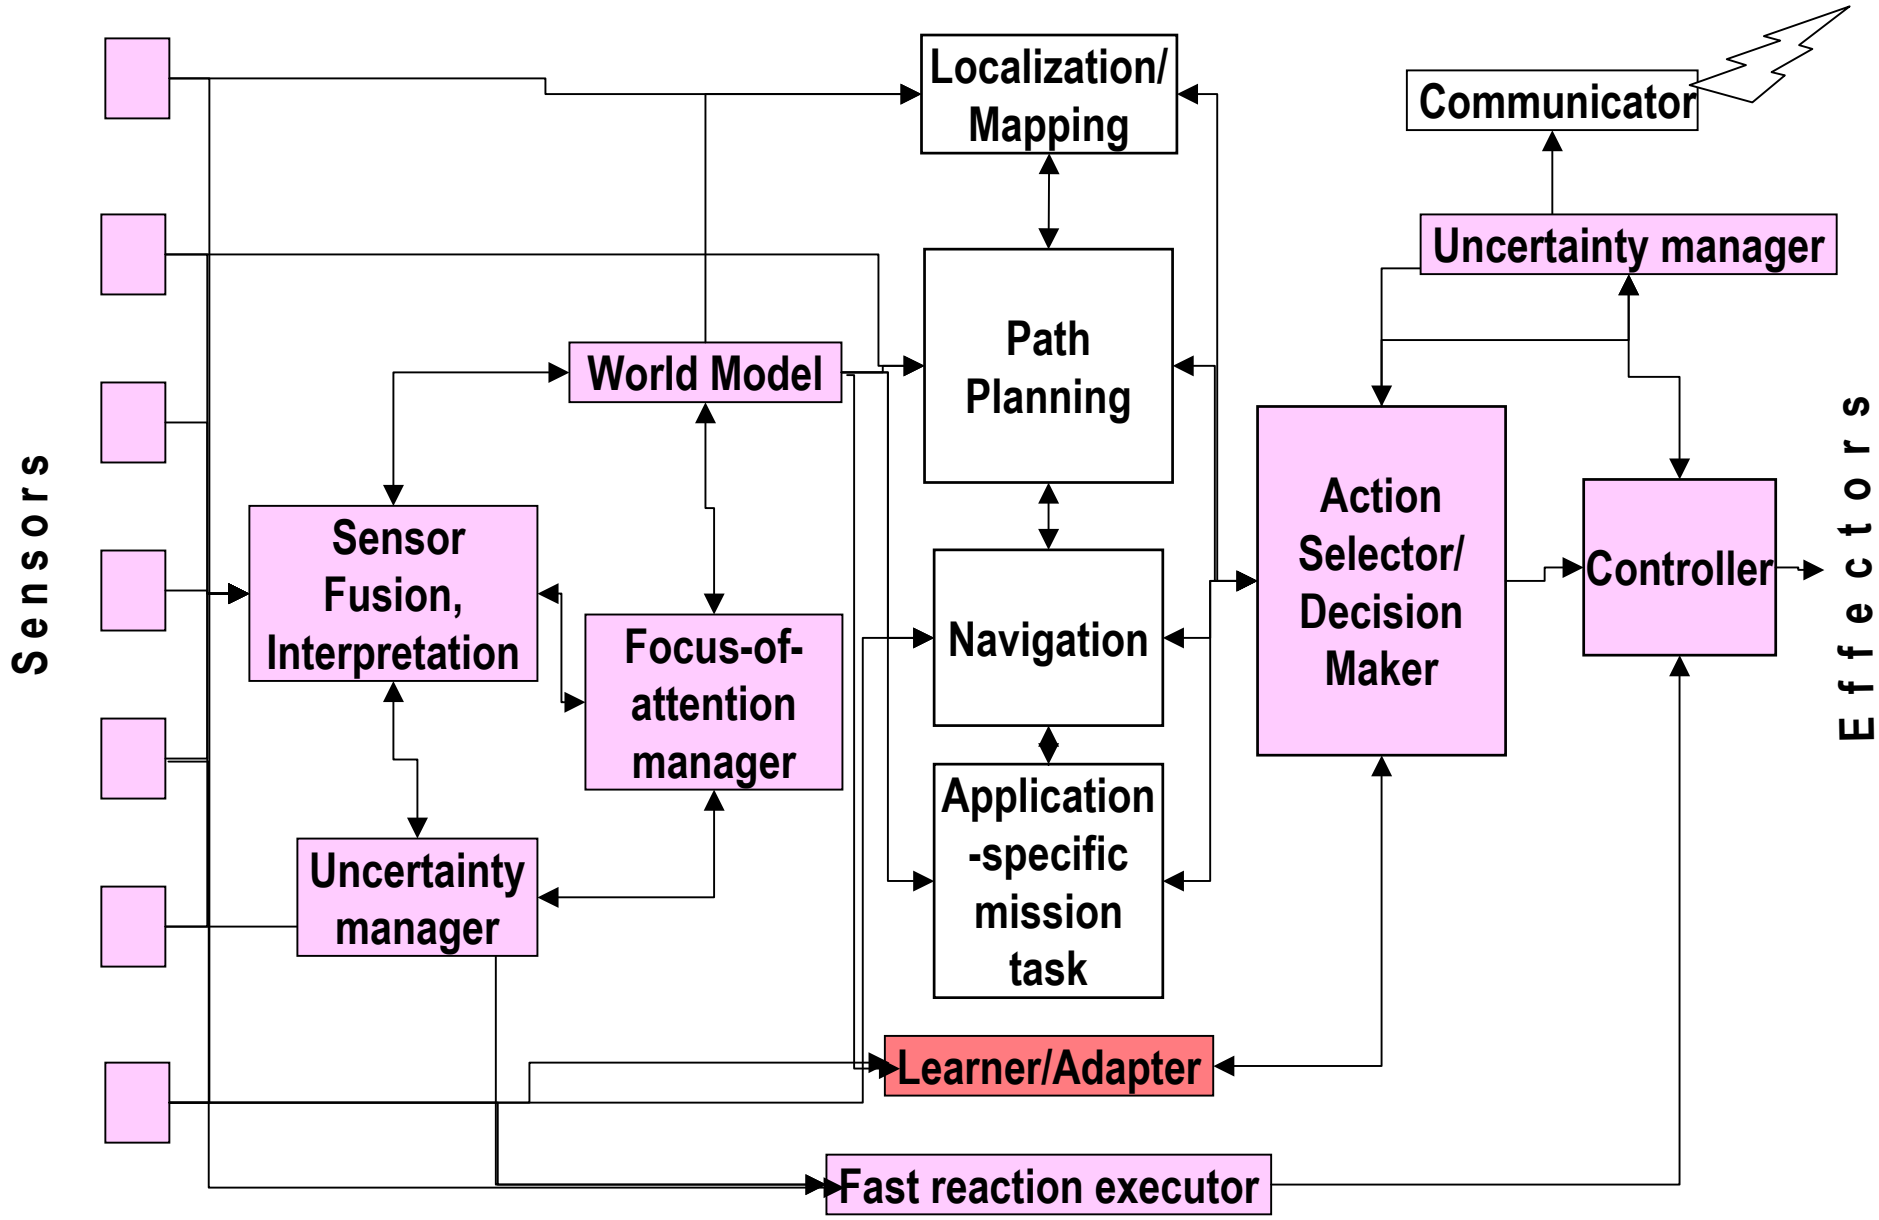 Localization/
Mapping
Communicator
Uncertainty manager
Path
Planning
World Model
Sensors
Effectors
Sensor
Fusion,
Interpretation
Action
Selector/
Decision
Maker
Controller
Focus-of-
attention
manager
Navigation
Application
-specific
mission
task
Uncertainty
manager
Learner/Adapter
Fast reaction executor